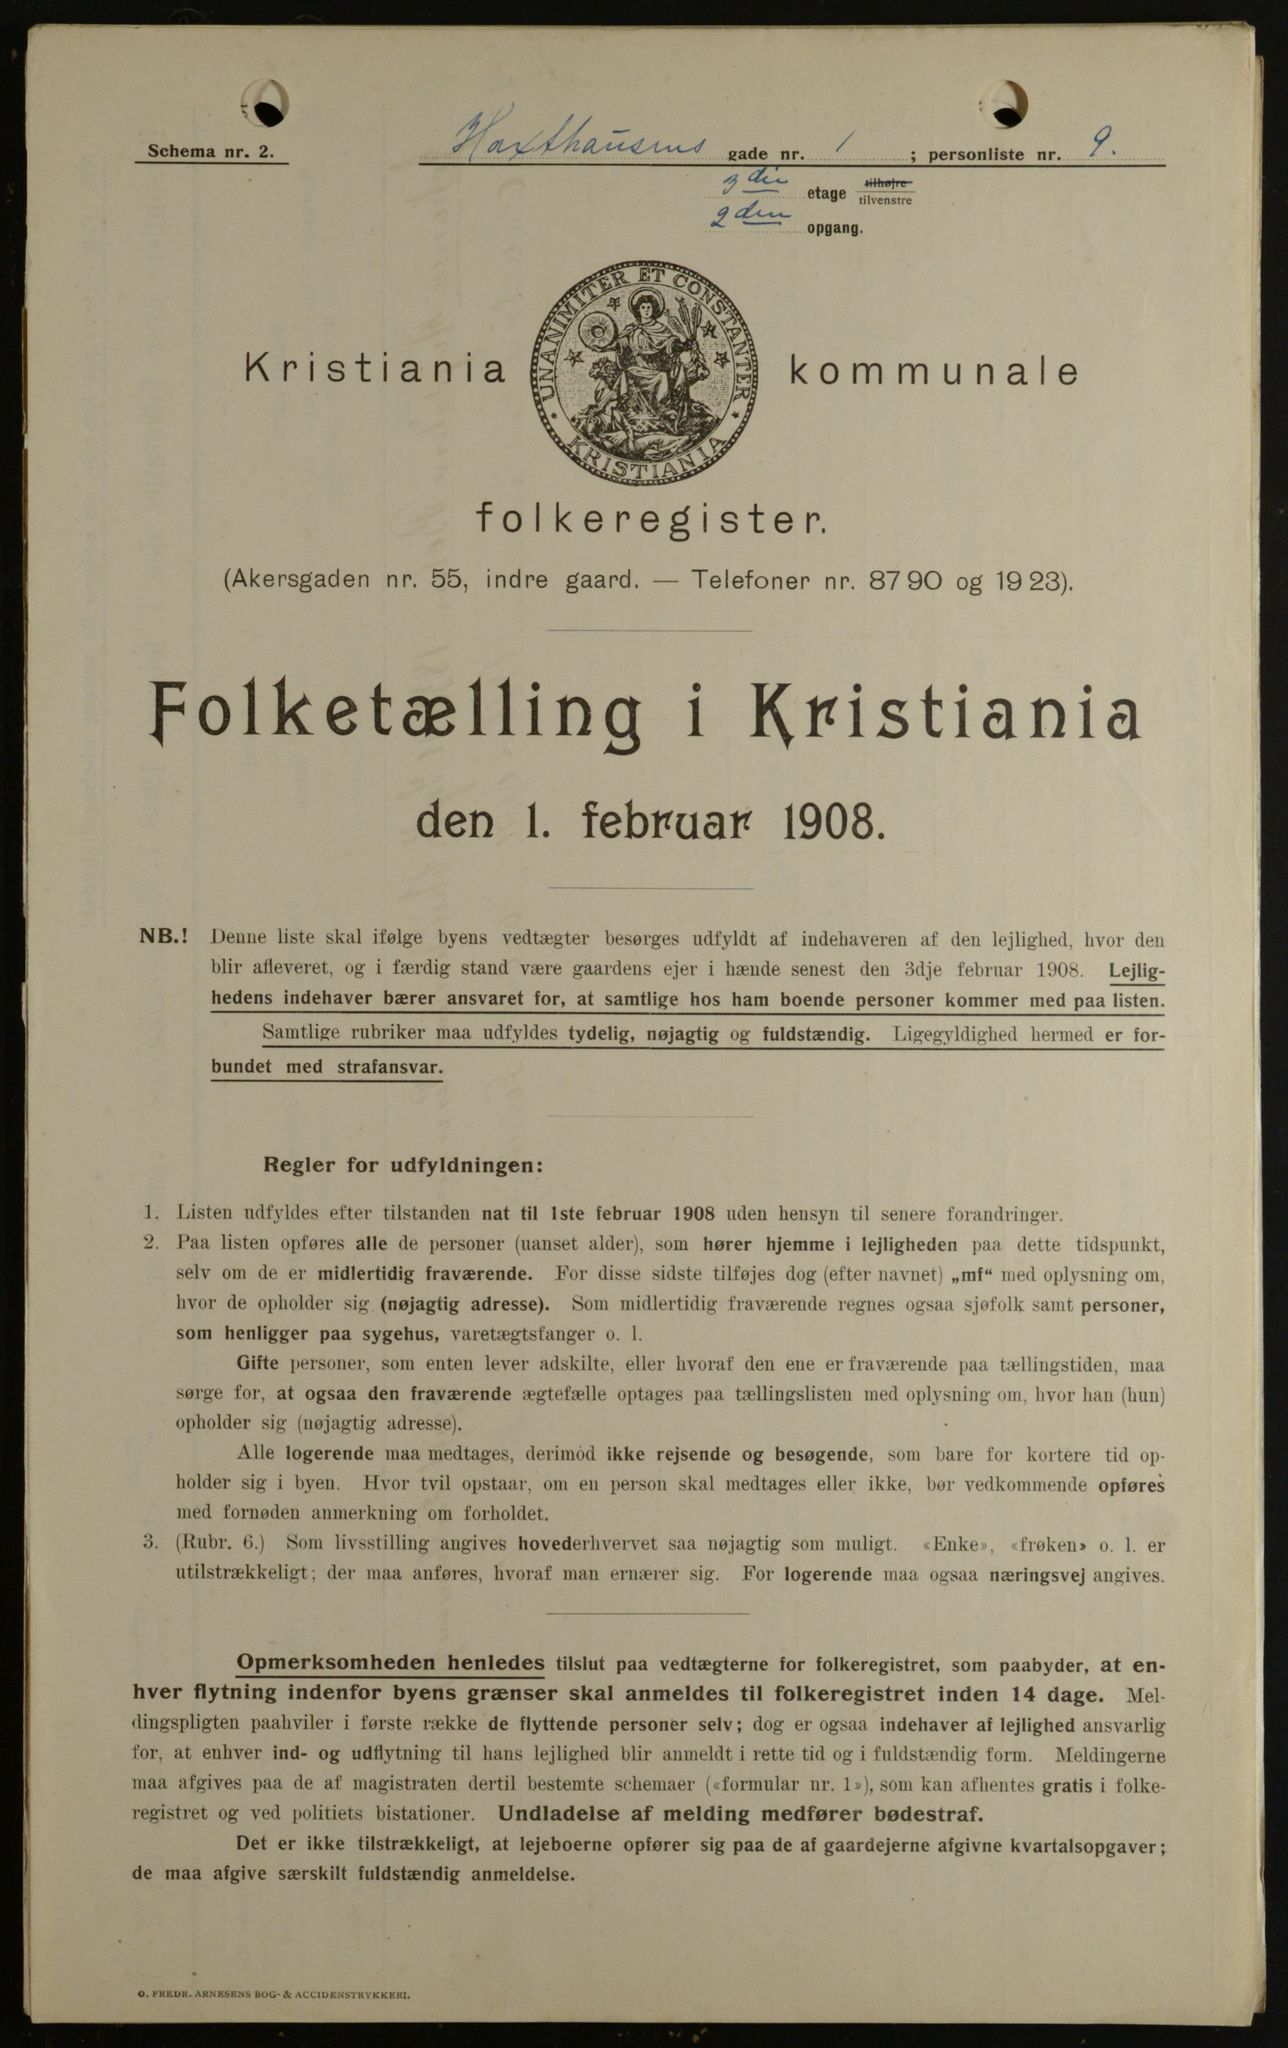 Schema nr. 2.
Haxthausens gade nr. 1 ; personliste nr. 9.
3die etage tilhøjre
tilvenstre
2den opgang.
UNANIMITER ET CONSTANTER
KRISTIANIA
Kristiania kommunale
folkeregister.
(Akersgaden nr. 55, indre gaard. — Telefoner nr. 8790 og 1923).
Folketælling i Kristiania
den 1. februar 1908.
NB.! Denne liste skal ifølge byens vedtægter besørges udfyldt af indehaveren af den lejlighed, hvor den
blir afleveret, og i færdig stand være gaardens ejer i hænde senest den 3dje februar 1908. Lejlig-
hedens indehaver bærer ansvaret for, at samtlige hos ham boende personer kommer med paa listen.
Samtlige rubriker maa udfyldes tydelig, nøjagtig og fuldstændig. Ligegyldighed hermed er for-
bundet med strafansvar.
Regler for udfyldningen:
1. Listen udfyldes efter tilstanden nat til 1ste februar 1908 uden hensyn til senere forandringer.
2. Paa listen opføres alle de personer (uanset alder), som hører hjemme i lejligheden paa dette tidspunkt,
selv om de er midlertidig fraværende. For disse sidste tilføjes dog (efter navnet) „mf“ med oplysning om,
hvor de opholder sig (nøjagtig adresse). Som midlertidig fraværende regnes ogsaa sjøfolk samt personer,
som henligger paa sygehus, varetægtsfanger o. l.
Gifte personer, som enten lever adskilte, eller hvoraf den ene er fraværende paa tællingstiden, maa
sørge for, at ogsaa den fraværende ægtefælle optages paa tællingslisten med oplysning om, hvor han (hun)
opholder sig (nøjagtig adresse).
Alle logerende maa medtages, derimod ikke rejsende og besøgende, som bare for kortere tid op-
holder sig i byen. Hvor tvil opstaar, om en person skal medtages eller ikke, bør vedkommende opføres
med fornøden anmerkning om forholdet.
3. (Rubr. 6.) Som livsstilling angives hovederhvervet saa nøjagtig som muligt. «Enke», «frøken» o. l. er
utilstrækkeligt; der maa anføres, hvoraf man ernærer sig. For logerende maa ogsaa næringsvej angives.
Opmerksomheden henledes tilslut paa vedtægterne for folkeregistret, som paabyder, at en-
hver flytning indenfor byens grænser skal anmeldes til folkeregistret inden 14 dage. Mel-
dingspligten paahviler i første række de flyttende personer selv; dog er ogsaa indehaver af lejlighed ansvarlig
for, at enhver ind- og udflytning til hans lejlighed blir anmeldt i rette tid og i fuldstændig form. Meldingerne
maa afgives paa de af magistraten dertil bestemte schemaer («formular nr. 1»), som kan afhentes gratis i folke-
registret og ved politiets bistationer. Undladelse af melding medfører bødestraf.
Det er ikke tilstrækkeligt, at lejeboerne opfører sig paa de af gaardejerne afgivne kvartalsopgaver;
de maa afgive særskilt fuldstændig anmeldelse.
O. FREDR. ARNESENS BOG- & ACCIDENSTRYKKERI.